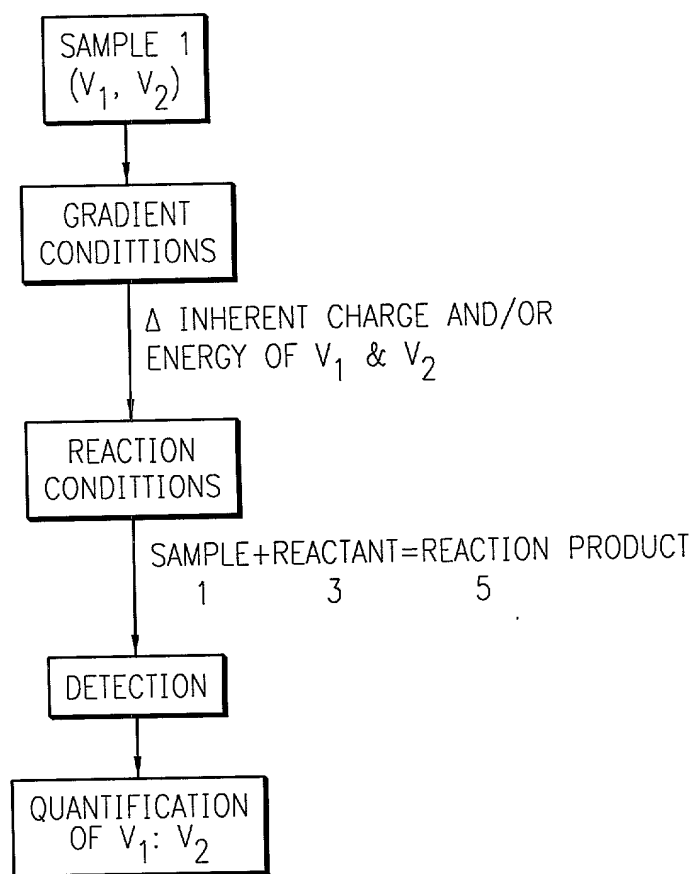 SAMPLE 1
(V₁, V₂)
GRADIENT
CONDITTIONS
Δ INHERENT CHARGE AND/OR
ENERGY OF V₁ & V₂
REACTION
CONDITTIONS
SAMPLE+REACTANT=REACTION PRODUCT
1 3 5
DETECTION
QUANTIFICATION
OF V₁: V₂